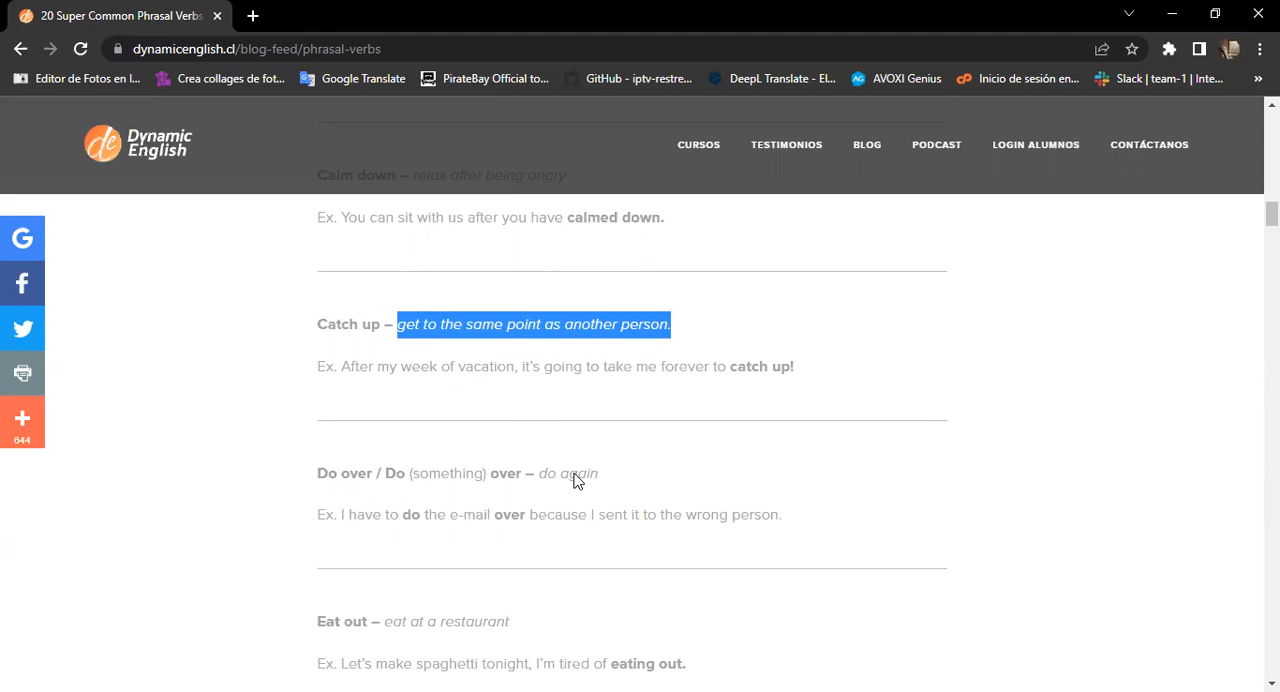 20 Super Common Phrasal Verbs
dynamicenglish.cl/blog-feed/phrasal-verbs
Editor de Fotos en l... Crea collages de fot... Google Translate PirateBay Official to... GitHub - iptv-restre... DeepL Translate - El... AVOXI Genius Inicio de sesión en... Slack | team-1 | Inte... »
de Dynamic
English
CURSOS TESTIMONIOS BLOG PODCAST LOGIN ALUMNOS CONTÁCTANOS
Calm down – relax after being angry
Ex. You can sit with us after you have calmed down.
Catch up – get to the same point as another person.
Ex. After my week of vacation, it's going to take me forever to catch up!
Do over / Do (something) over – do again
Ex. I have to do the e-mail over because I sent it to the wrong person.
Eat out – eat at a restaurant
Ex. Let's make spaghetti tonight, I'm tired of eating out.
644